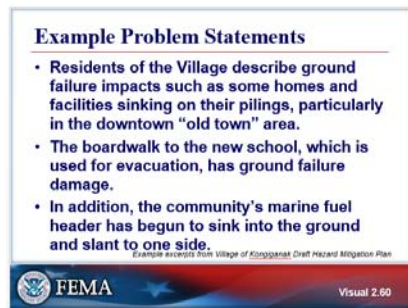 Example Problem Statements
• Residents of the Village describe ground
failure impacts such as some homes and
facilities sinking on their pilings, particularly
in the downtown “old town” area.
• The boardwalk to the new school, which is
used for evacuation, has ground failure
damage.
• In addition, the community’s marine fuel
header has begun to sink into the ground
and slant to one side.
Example excerpts from Village of Kongiganak Draft Hazard Mitigation Plan
FEMA
Visual 2.60